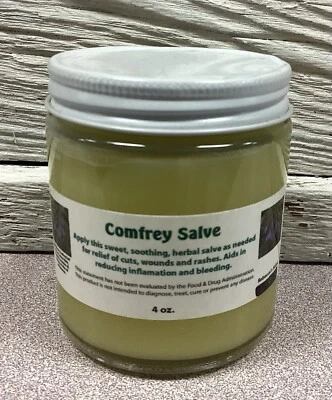 Comfrey Salve
Apply this sweet, soothing, herbal salve as needed
for relief of cuts, wounds and rashes. Aids in
reducing inflamation and bleeding.
This statement has not been evaluated by the Food & Drug Administration
This product is not intended to diagnose, treat, cure or prevent any disease.
4 oz.